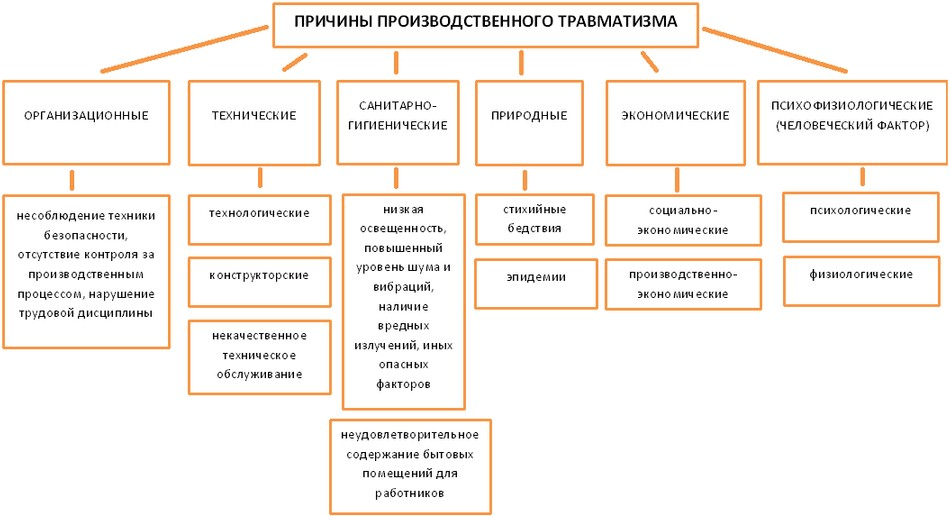 ПРИЧИНЫ ПРОИЗВОДСТВЕННОГО ТРАВМАТИЗМА
ОРГАНИЗАЦИОННЫЕ
ТЕХНИЧЕСКИЕ
САНИТАРНО-
ГИГИЕНИЧЕСКИЕ
ПРИРОДНЫЕ
ЭКОНОМИЧЕСКИЕ
ПСИХОФИЗИОЛОГИЧЕСКИЕ
(ЧЕЛОВЕЧЕСКИЙ ФАКТОР)
несоблюдение техники
безопасности,
отсутствие контроля за
производственным
процессом, нарушение
трудовой дисциплины
технологические
конструкторские
некачественное
техническое
обслуживание
низкая
освещенность,
повышенный
уровень шума и
вибраций,
наличие
вредных
излучений, иных
опасных
факторов
неудовлетворительное
содержание бытовых
помещений для
работников
стихийные
бедствия
эпидемии
социально-
экономические
производственно-
экономические
психологические
физиологические